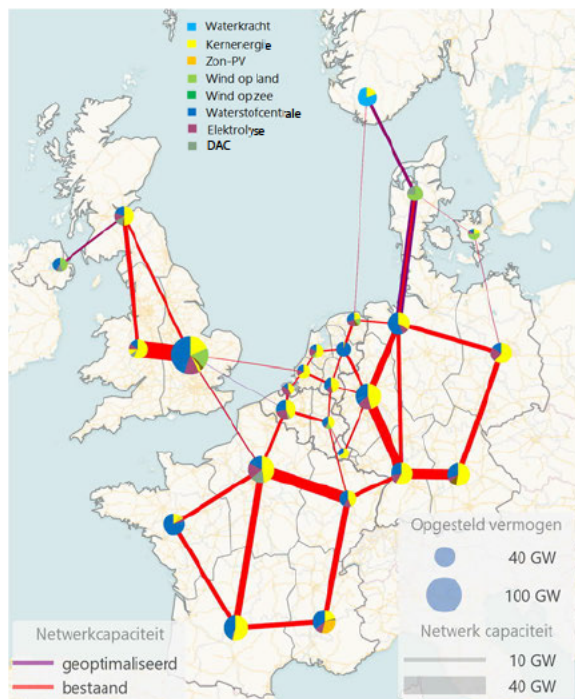 Waterkracht
Kernenergie
Zon-PV
Wind op land
Wind op zee
Waterstofcentrale
Elektrolyse
DAC
Opgesteld vermogen
40 GW
100 GW
Netwerkcapaciteit
geoptimaliseerd
bestaand
Netwerk capaciteit
10 GW
40 GW